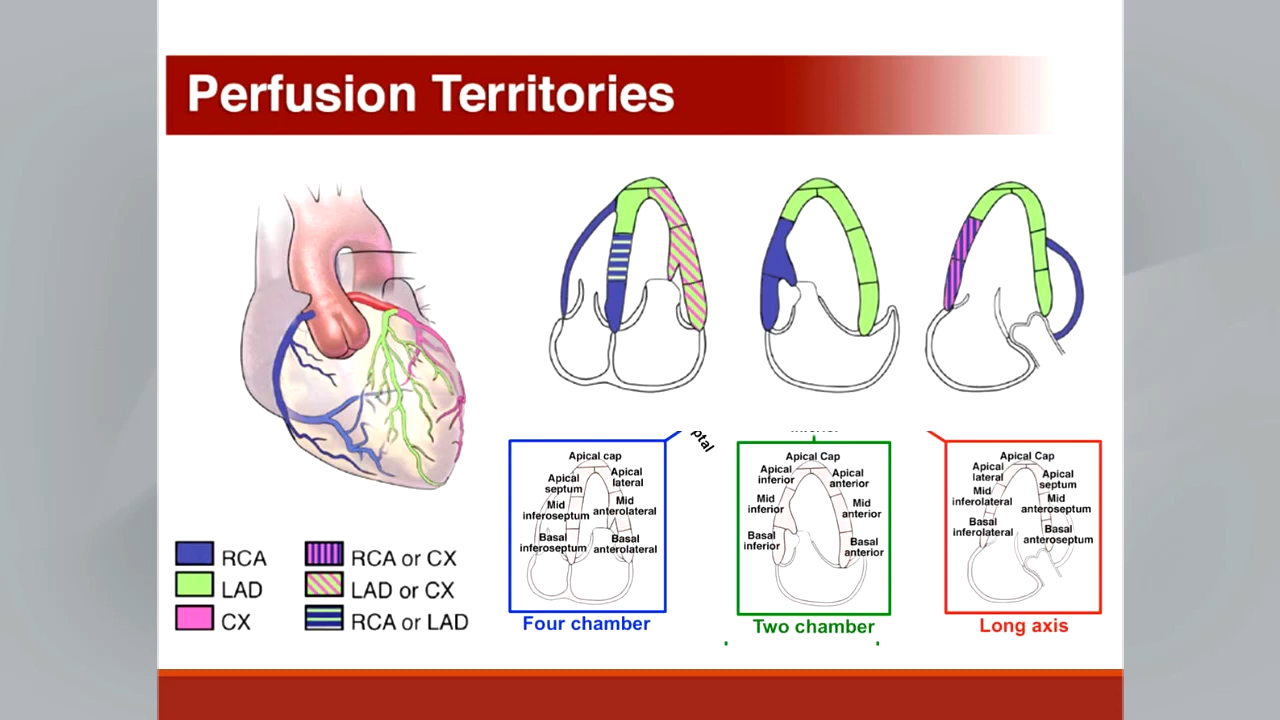 Perfusion Territories
RCA
LAD
CX
RCA or CX
LAD or CX
RCA or LAD
ptal
Apical cap
Apical
septum
Apical
lateral
Mid
inferoseptum
Mid
anterolateral
Basal
inferoseptum
Basal
anterolateral
Four chamber
Apical Cap
Apical
inferior
Apical
anterior
Mid
inferior
Mid
anterior
Basal
inferior
Basal
anterior
Two chamber
Apical Cap
Apical
lateral
Apical
septum
Mid
inferolateral
Mid
anteroseptum
Basal
inferolateral
Basal
anteroseptum
Long axis